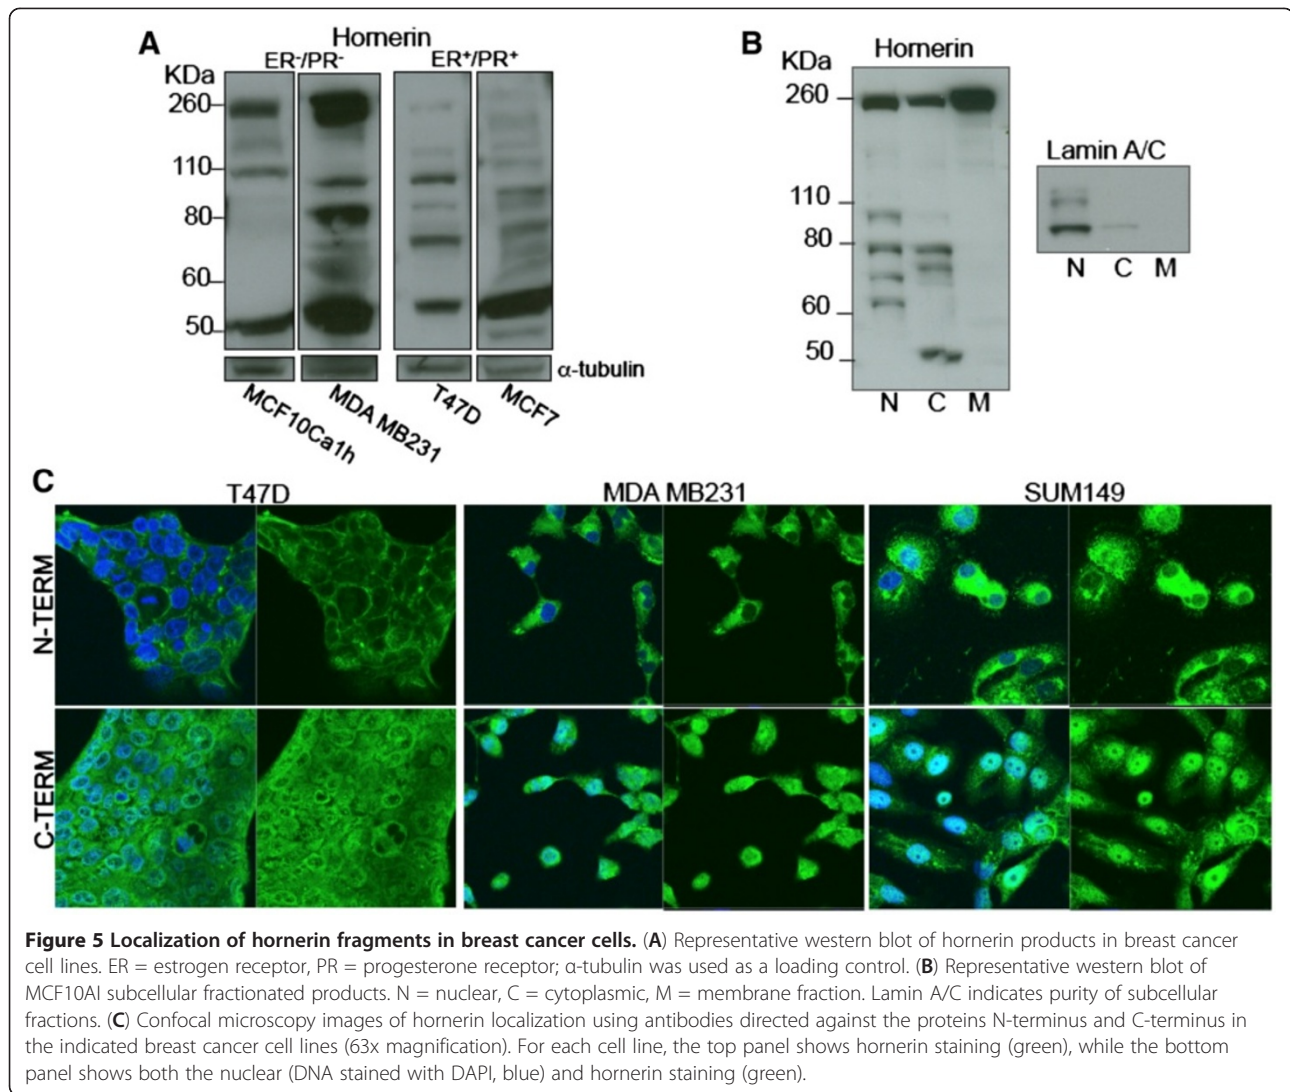 A
Hornerin
ER-/PR-
ER+/PR+
KDa
260
110
80
60
50
α-tubulin
MCF10Ca1h
MDA MB231
T47D
MCF7
B
Hornerin
KDa
260
110
80
60
50
N C M
Lamin A/C
N C M
C
T47D
MDA MB231
SUM149
N-TERM
C-TERM
Figure 5 Localization of hornerin fragments in breast cancer cells. (A) Representative western blot of hornerin products in breast cancer
cell lines. ER = estrogen receptor, PR = progesterone receptor; α-tubulin was used as a loading control. (B) Representative western blot of
MCF10AI subcellular fractionated products. N = nuclear, C = cytoplasmic, M = membrane fraction. Lamin A/C indicates purity of subcellular
fractions. (C) Confocal microscopy images of hornerin localization using antibodies directed against the proteins N-terminus and C-terminus in
the indicated breast cancer cell lines (63x magnification). For each cell line, the top panel shows hornerin staining (green), while the bottom
panel shows both the nuclear (DNA stained with DAPI, blue) and hornerin staining (green).